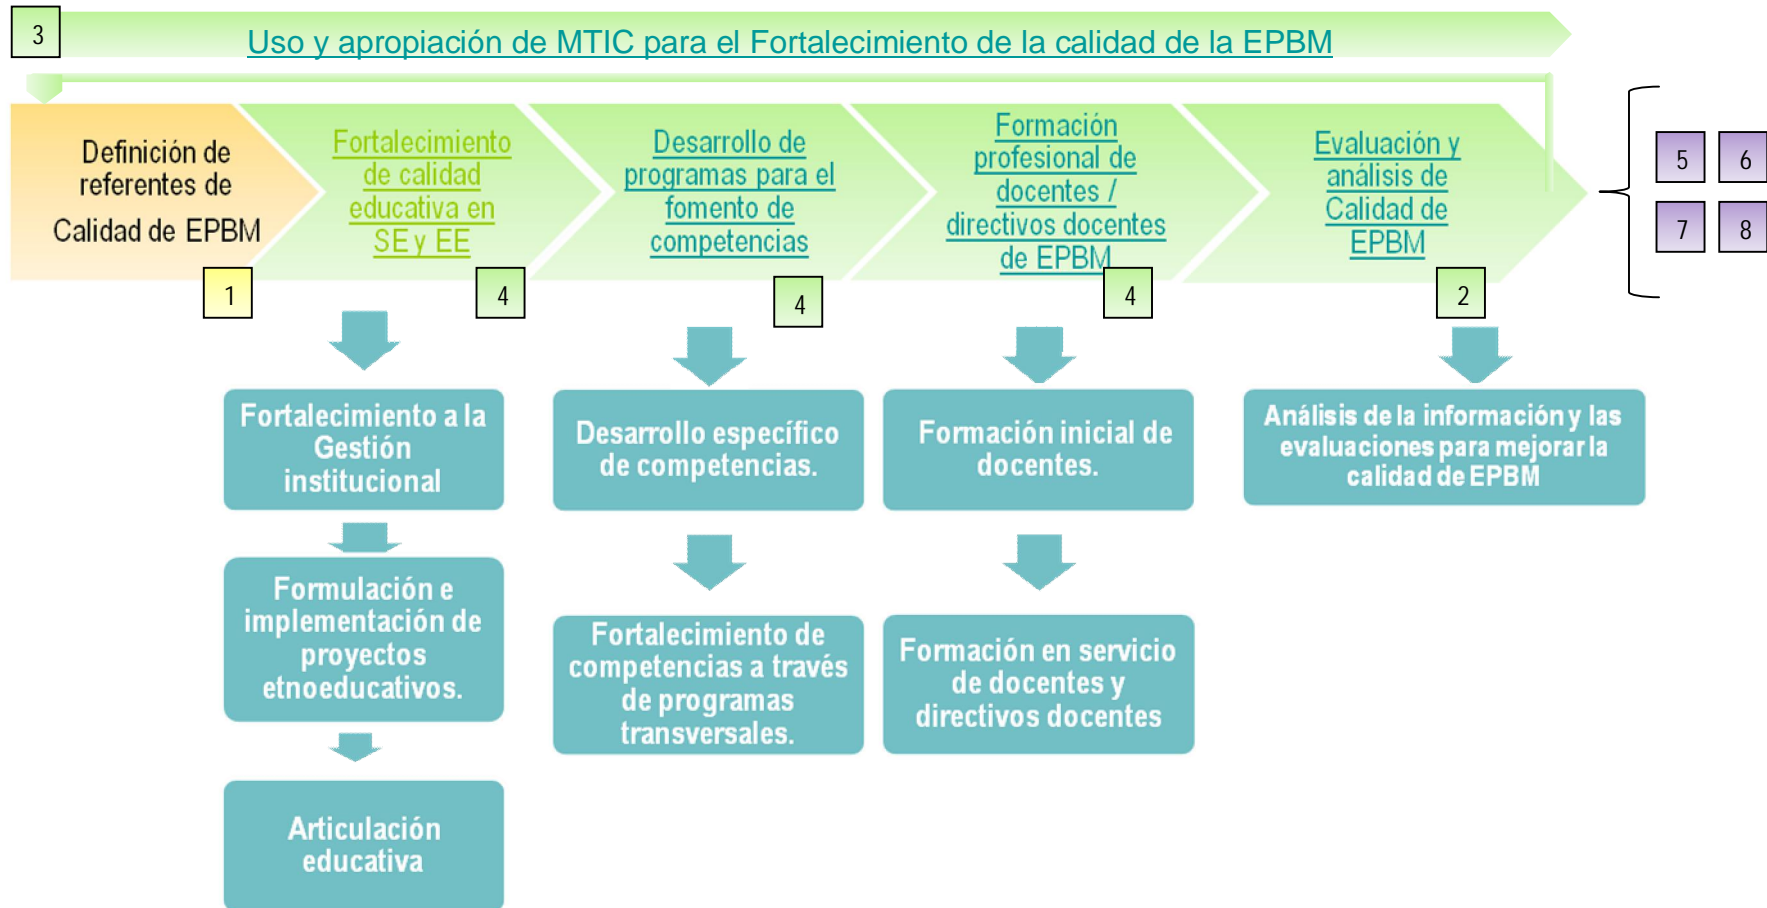 3
Uso y apropiación de MTIC para el Fortalecimiento de la calidad de la EPBM
Definición de
referentes de
Calidad de EPBM
1
Fortalecimiento
de calidad
educativa en
SE y EE
4
Desarrollo de
programas para el
fomento de
competencias
4
Formación
profesional de
docentes /
directivos docentes
de EPBM
4
Evaluación y
análisis de
Calidad de
EPBM
2
5 6
7 8
Fortalecimiento a la
Gestión
institucional
Formulación e
implementación de
proyectos
etnoeducativos.
Articulación
educativa
Desarrollo específico
de competencias.
Fortalecimiento de
competencias a través
de programas
transversales.
Formación inicial de
docentes.
Formación en servicio
de docentes y
directivos docentes
Análisis de la información y las
evaluaciones para mejorar la
calidad de EPBM